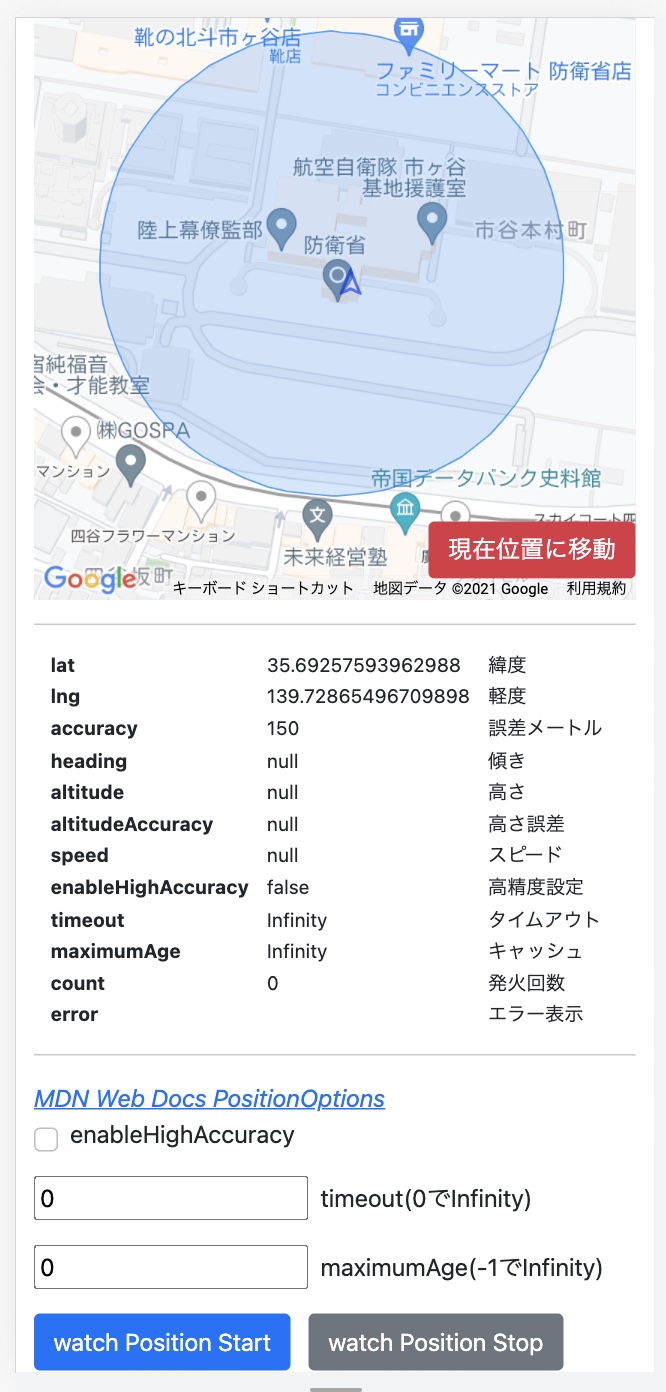 靴の北斗市ヶ谷店
靴店
ファミリーマート 防衛省店
コンビニエンスストア
航空自衛隊 市ヶ谷
基地援護室
陸上幕僚監部
市谷本村町
防衛省
宿純福音
会・才能教室
㈱GOSPA
マンション
帝国データバンク史料館
スカイコート四
四谷フラワーマンション
未来経営塾
現在位置に移動
坂町
Google
キーボード ショートカット 地図データ ©2021 Google 利用規約
lat 35.69257593962988 緯度
lng 139.72865496709898 軽度
accuracy 150 誤差メートル
heading null 傾き
altitude null 高さ
altitudeAccuracy null 高さ誤差
speed null スピード
enableHighAccuracy false 高精度設定
timeout Infinity タイムアウト
maximumAge Infinity キャッシュ
count 0 発火回数
error エラー表示
MDN Web Docs PositionOptions
enableHighAccuracy
0 timeout(0でInfinity)
0 maximumAge(-1でInfinity)
watch Position Start watch Position Stop